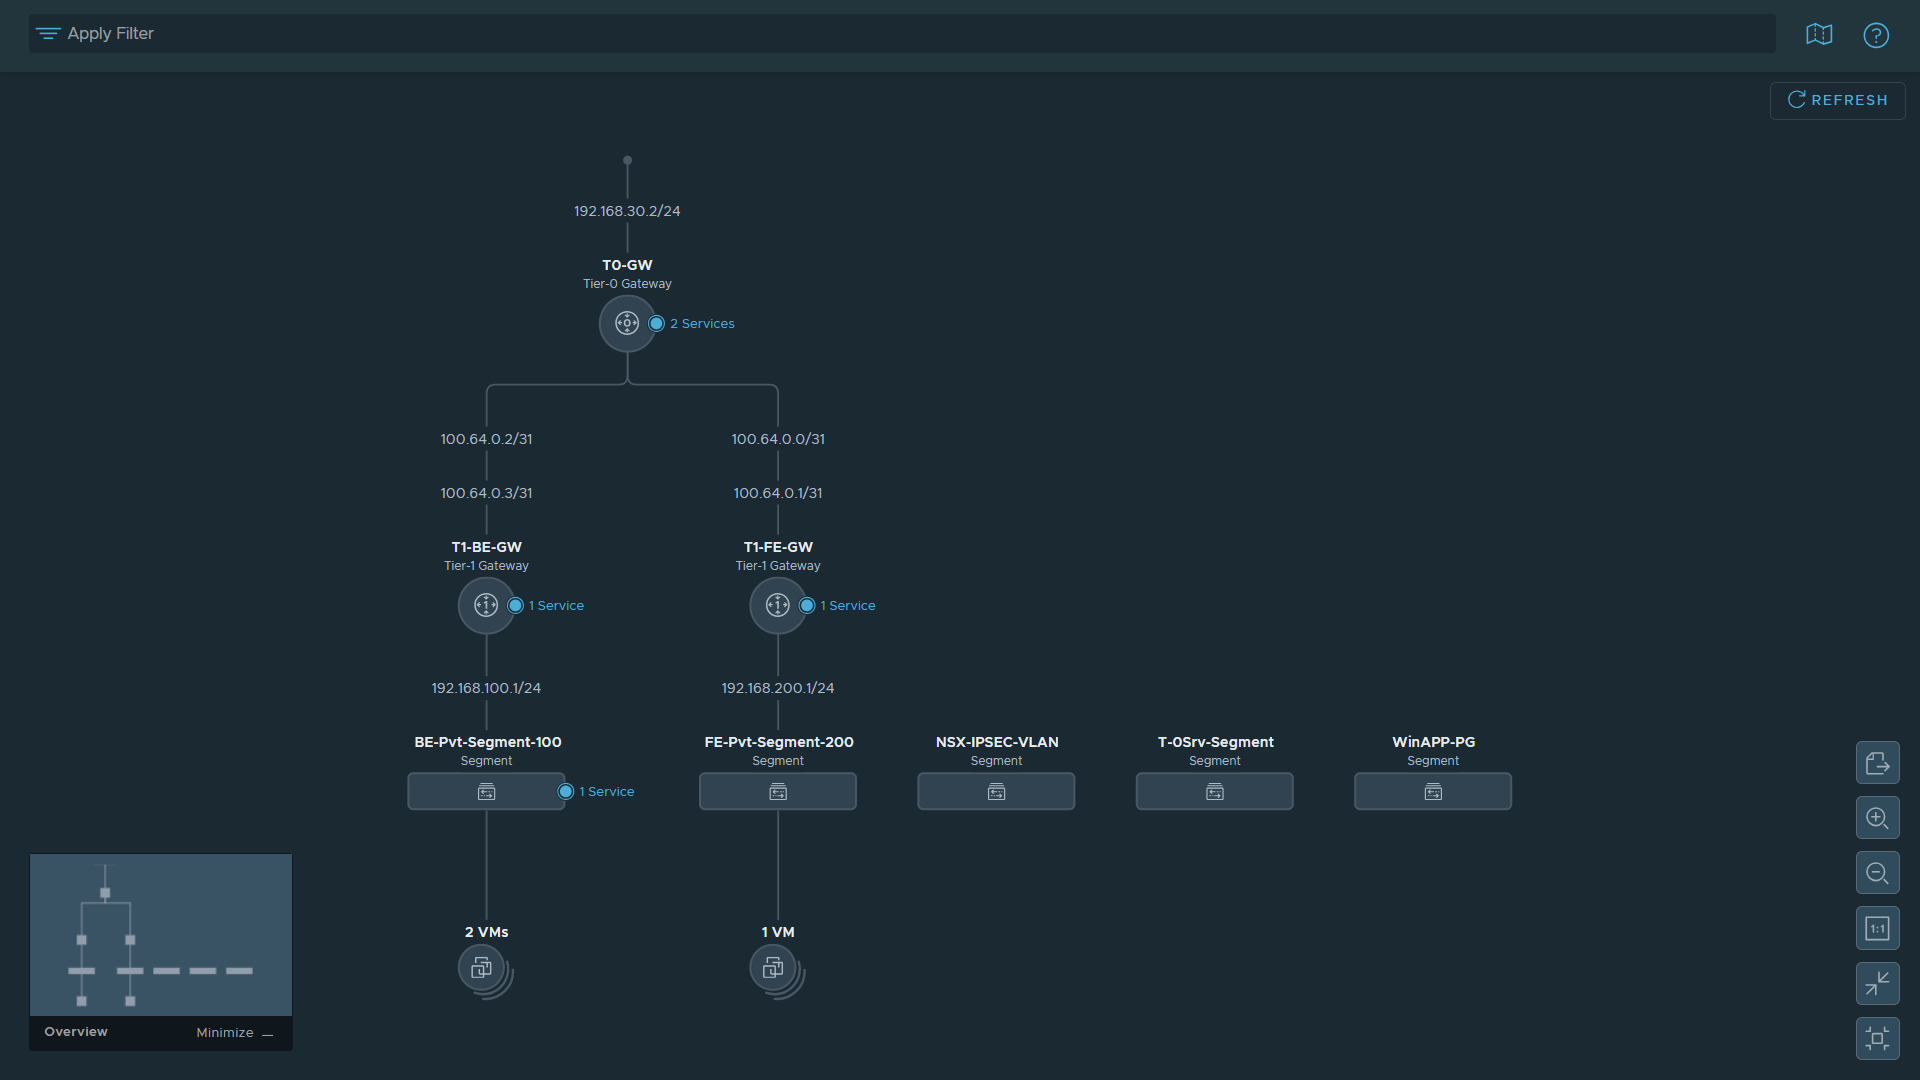 Apply Filter
REFRESH
192.168.30.2/24
T0-GW
Tier-0 Gateway
0
2 Services
100.64.0.2/31
100.64.0.0/31
100.64.0.3/31
100.64.0.1/31
T1-BE-GW
T1-FE-GW
Tier-1 Gateway
Tier-1 Gateway
1
1 Service
1
1 Service
192.168.100.1/24
192.168.200.1/24
BE-Pvt-Segment-100
FE-Pvt-Segment-200
NSX-IPSEC-VLAN
T-0Srv-Segment
WinAPP-PG
Segment
Segment
Segment
Segment
Segment
1 Service
2 VMs
1 VM
1:1
Overview
Minimize